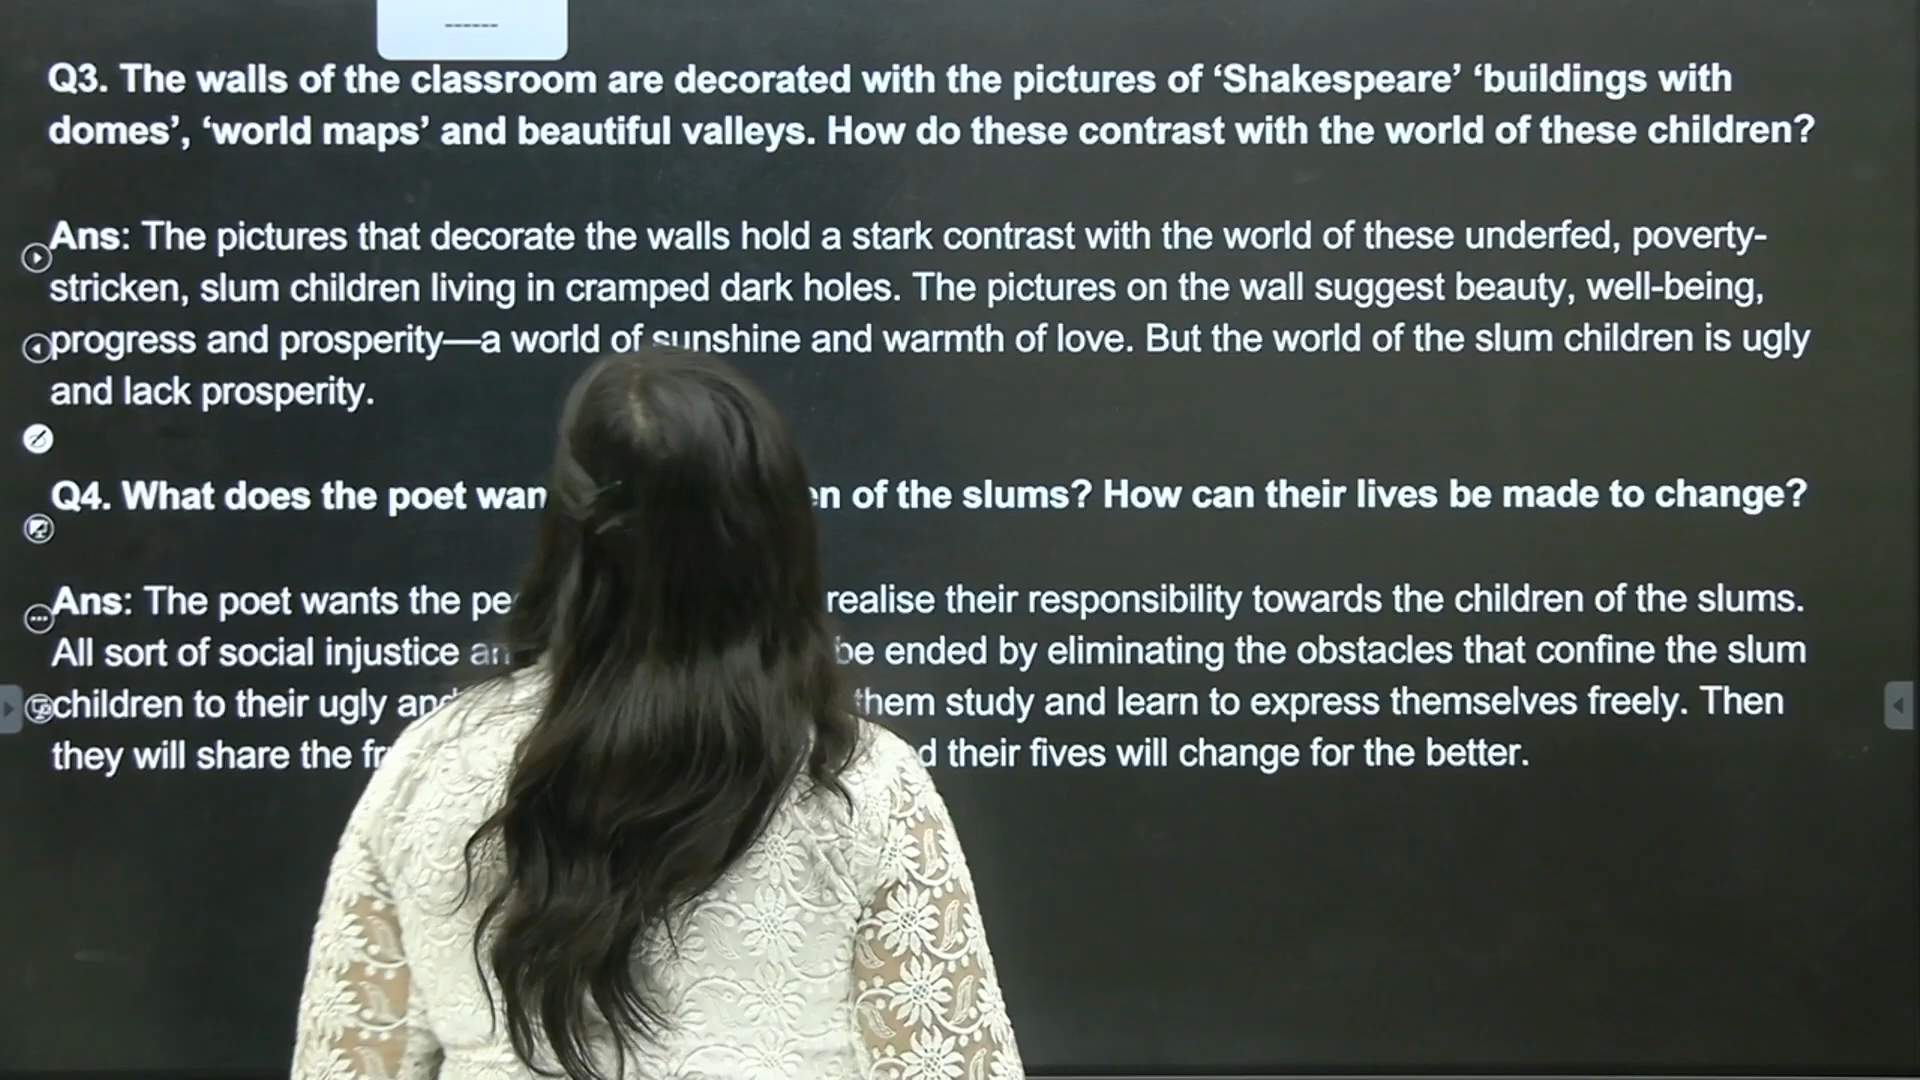 ------
Q3. The walls of the classroom are decorated with the pictures of ‘Shakespeare’ ‘buildings with
domes’, ‘world maps’ and beautiful valleys. How do these contrast with the world of these children?
Ans: The pictures that decorate the walls hold a stark contrast with the world of these underfed, poverty-
stricken, slum children living in cramped dark holes. The pictures on the wall suggest beauty, well-being,
progress and prosperity—a world of sunshine and warmth of love. But the world of the slum children is ugly
and lack prosperity.
Q4. What does the poet of the slums? How can their lives be made to change?
Ans: The poet wants the realise their responsibility towards the children of the slums.
All sort of social injustice be ended by eliminating the obstacles that confine the slum
children to their ugly them study and learn to express themselves freely. Then
they will share the their fives will change for the better.